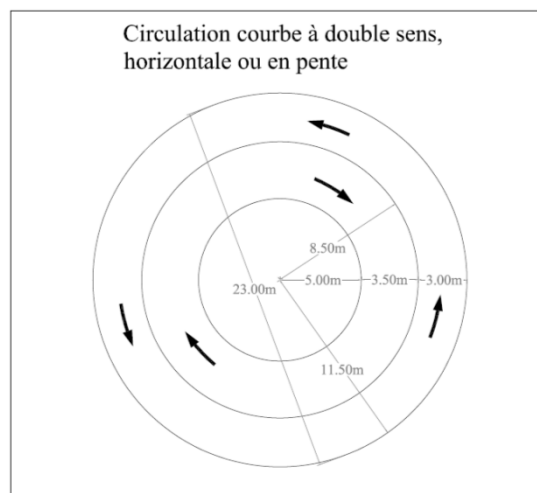 Circulation courbe à double sens,
horizontale ou en pente
8.50m
23.00m
5.00m
3.50m
3.00m
11.50m